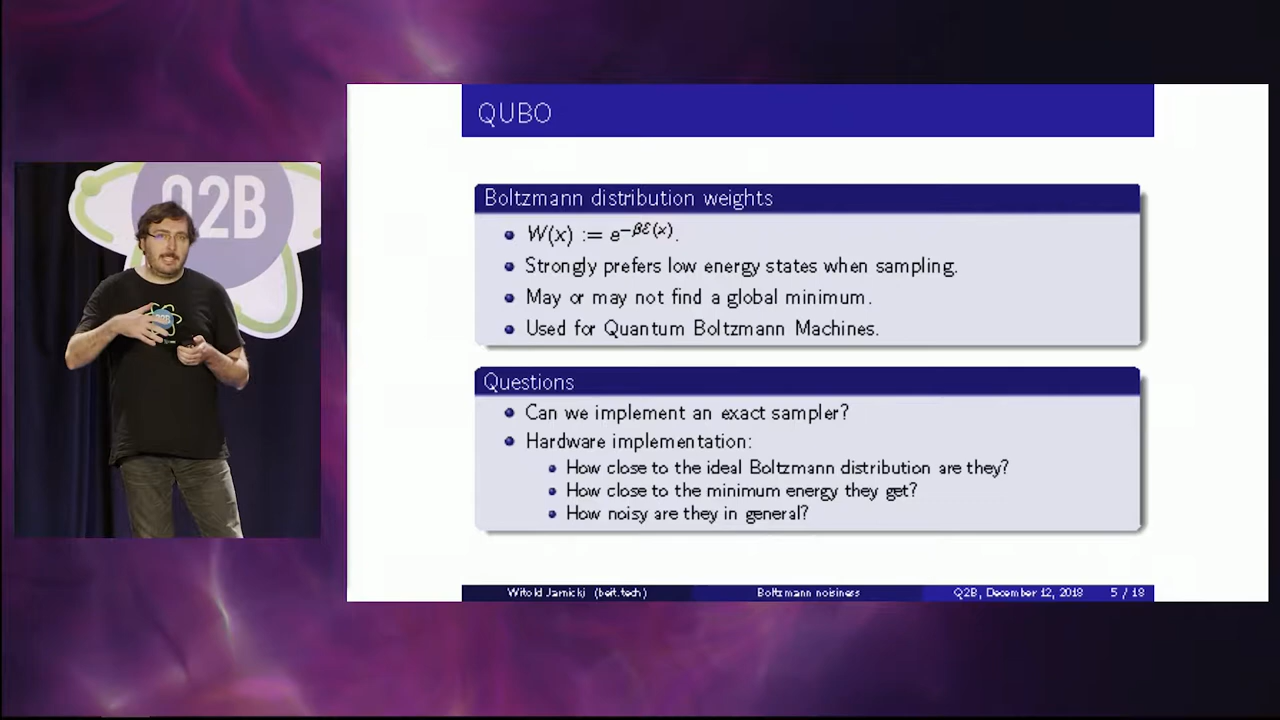 QUBO
Q2B
Boltzmann distribution weights
• W(x) := e^{−βℰ(x)}.
• Strongly prefers low energy states when sampling.
• May or may not find a global minimum.
• Used for Quantum Boltzmann Machines.
Questions
• Can we implement an exact sampler?
• Hardware implementation:
• How close to the ideal Boltzmann distribution are they?
• How close to the minimum energy they get?
• How noisy are they in general?
Witold Jarnicki (beit.tech) Boltzmann noisiness Q2B, December 12, 2019 5 / 18